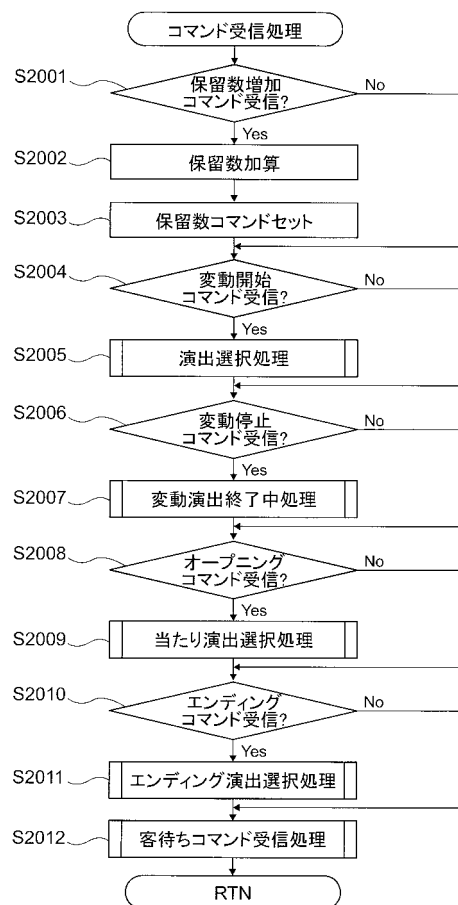 コマンド受信処理
S2001
保留数増加
コマンド受信?
No
Yes
S2002
保留数加算
S2003
保留数コマンドセット
S2004
変動開始
コマンド受信?
No
Yes
S2005
演出選択処理
S2006
変動停止
コマンド受信?
No
Yes
S2007
変動演出終了中処理
S2008
オープニング
コマンド受信?
No
Yes
S2009
当たり演出選択処理
S2010
エンディング
コマンド受信?
No
Yes
S2011
エンディング演出選択処理
S2012
客待ちコマンド受信処理
RTN